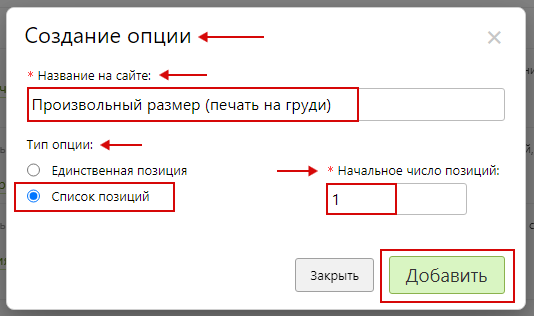 Создание опции
* Название на сайте:
Произвольный размер (печать на груди)
Тип опции:
Единственная позиция
* Начальное число позиций:
Список позиций
1
Закрыть
Добавить